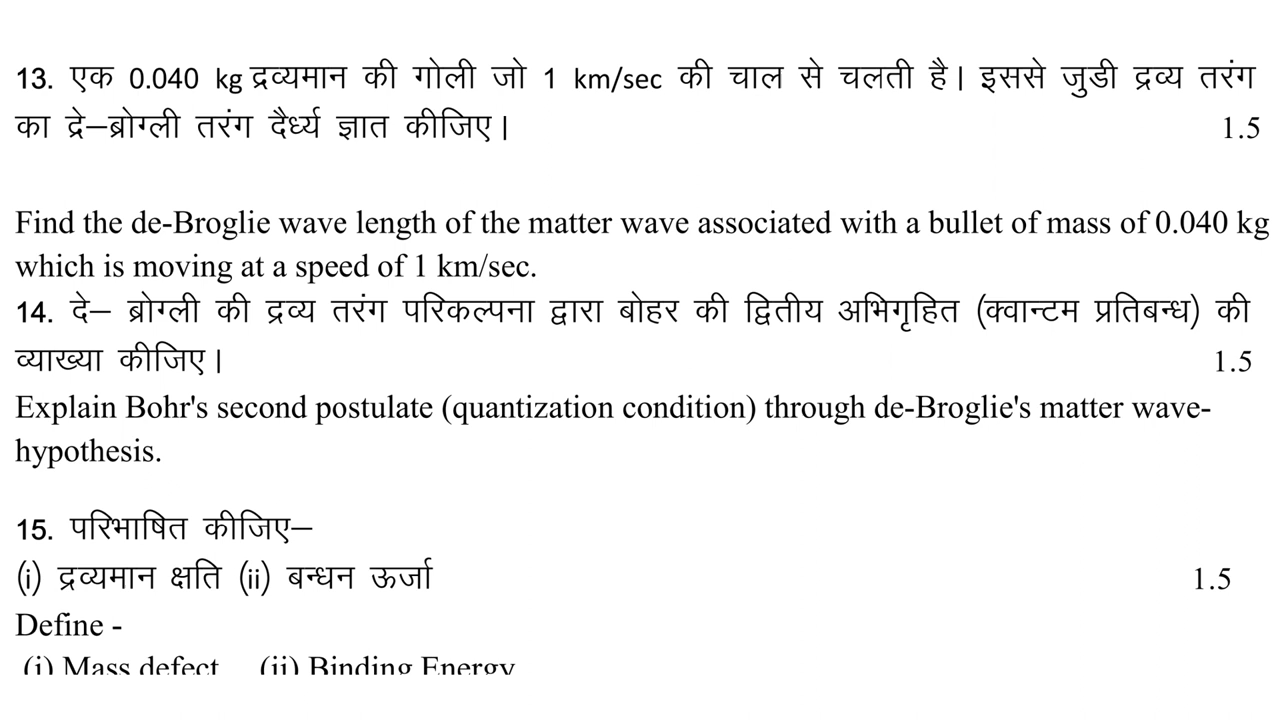 13. एक 0.040 kg द्रव्यमान की गोली जो 1 km/sec की चाल से चलती है। इससे जुडी द्रव्य तरंग
का द्रे–ब्रोग्ली तरंग दैर्ध्य ज्ञात कीजिए। 1.5
Find the de-Broglie wave length of the matter wave associated with a bullet of mass of 0.040 kg
which is moving at a speed of 1 km/sec.
14. दे– ब्रोग्ली की द्रव्य तरंग परिकल्पना द्वारा बोहर की द्वितीय अभिगृहित (क्वान्टम प्रतिबन्ध) की
व्याख्या कीजिए। 1.5
Explain Bohr's second postulate (quantization condition) through de-Broglie's matter wave-
hypothesis.
15. परिभाषित कीजिए–
(i) द्रव्यमान क्षति (ii) बन्धन ऊर्जा 1.5
Define -
(i) Mass defect (ii) Binding Energy